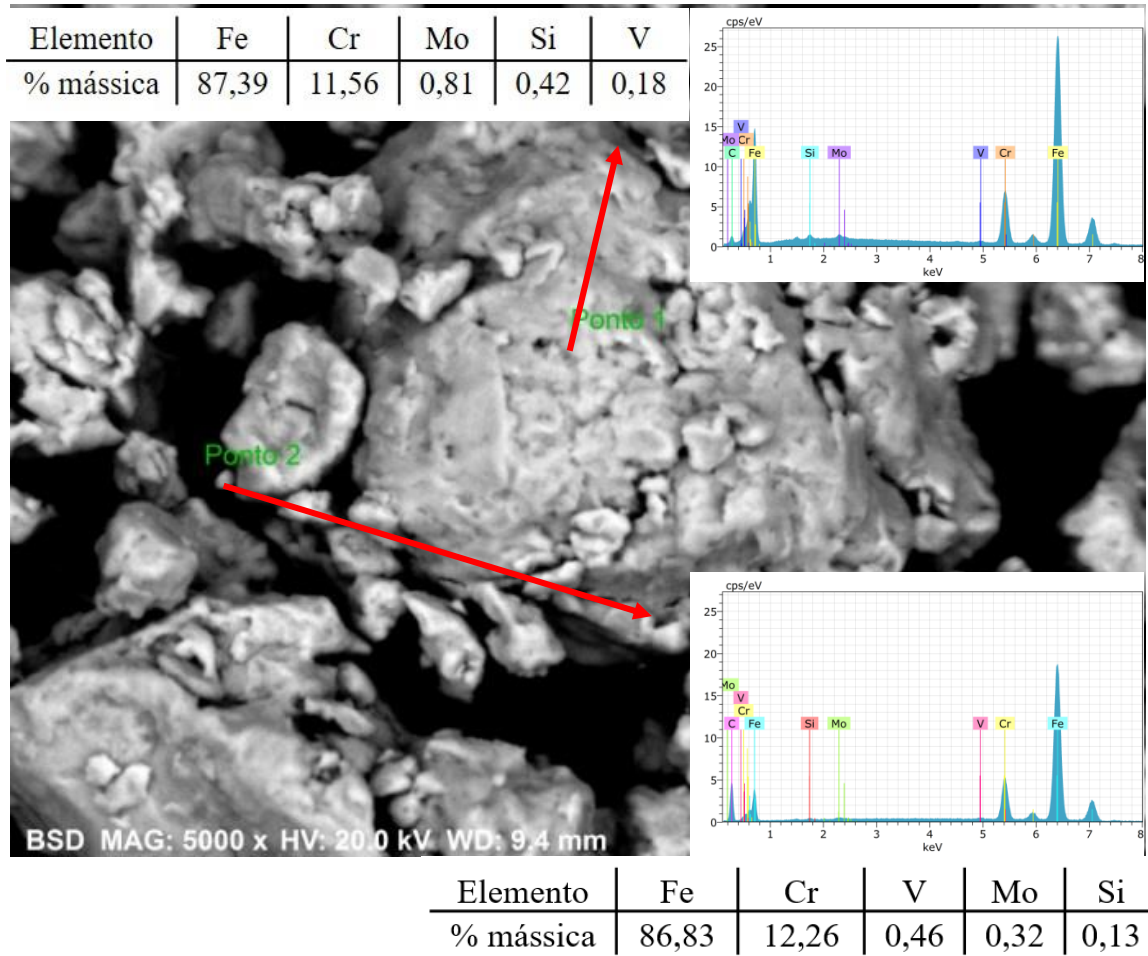 Elemento Fe Cr Mo Si V
% mássica 87,39 11,56 0,81 0,42 0,18
cps/eV
25
20
15
10
5
0
V
Mo Cr
C Fe Si Mo V Cr Fe
1 2 3 4 5 6 7 8
keV
Ponto 1
Ponto 2
cps/eV
25
20
15
10
5
0
Mo
V
Cr
C Fe Si Mo V Cr Fe
1 2 3 4 5 6 7 8
keV
BSD MAG: 5000 x HV: 20.0 kV WD: 9.4 mm
Elemento Fe Cr V Mo Si
% mássica 86,83 12,26 0,46 0,32 0,13